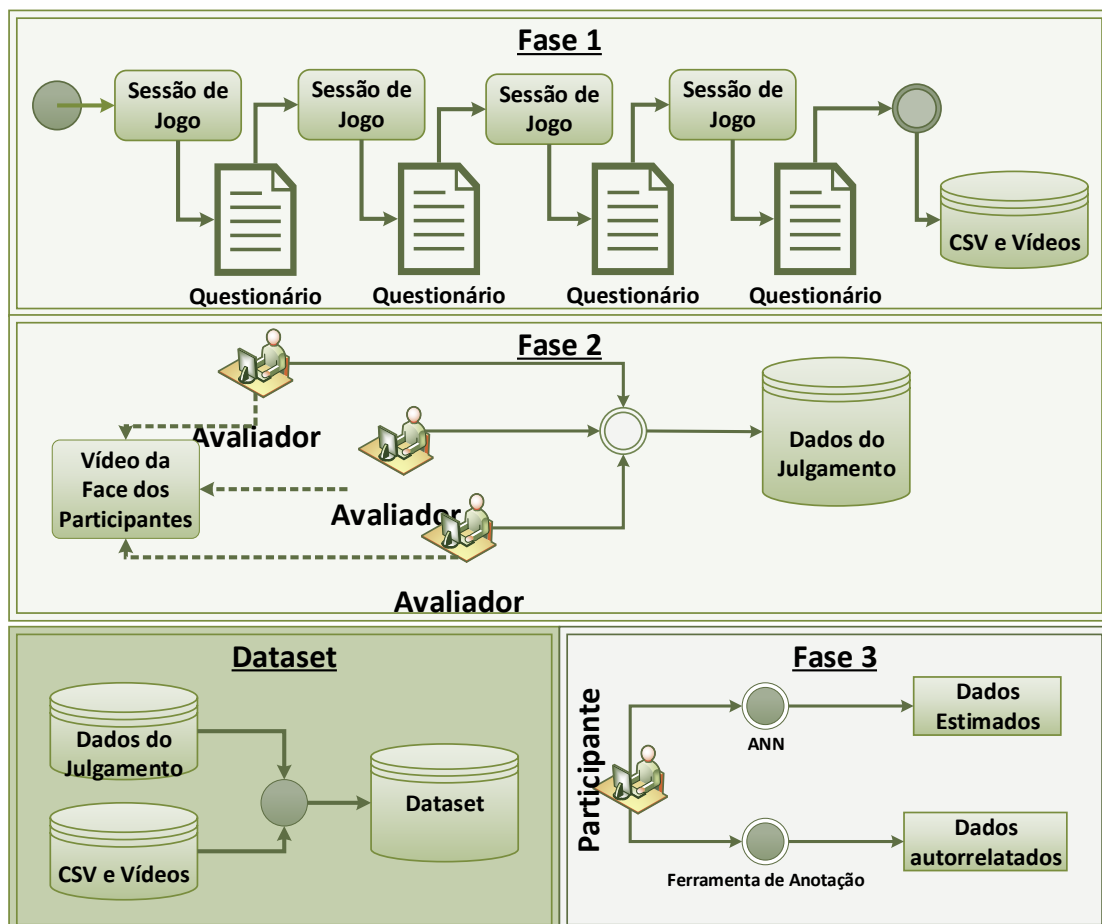 Fase 1
Sessão de
Jogo
Sessão de
Jogo
Sessão de
Jogo
Sessão de
Jogo
CSV e Vídeos
Questionário
Questionário
Questionário
Questionário
Fase 2
Avaliador
Vídeo da
Face dos
Participantes
Avaliador
Avaliador
Dados do
Julgamento
Dataset
Dados do
Julgamento
CSV e Vídeos
Dataset
Fase 3
Participante
ANN
Dados
Estimados
Ferramenta de Anotação
Dados
autorrelatados